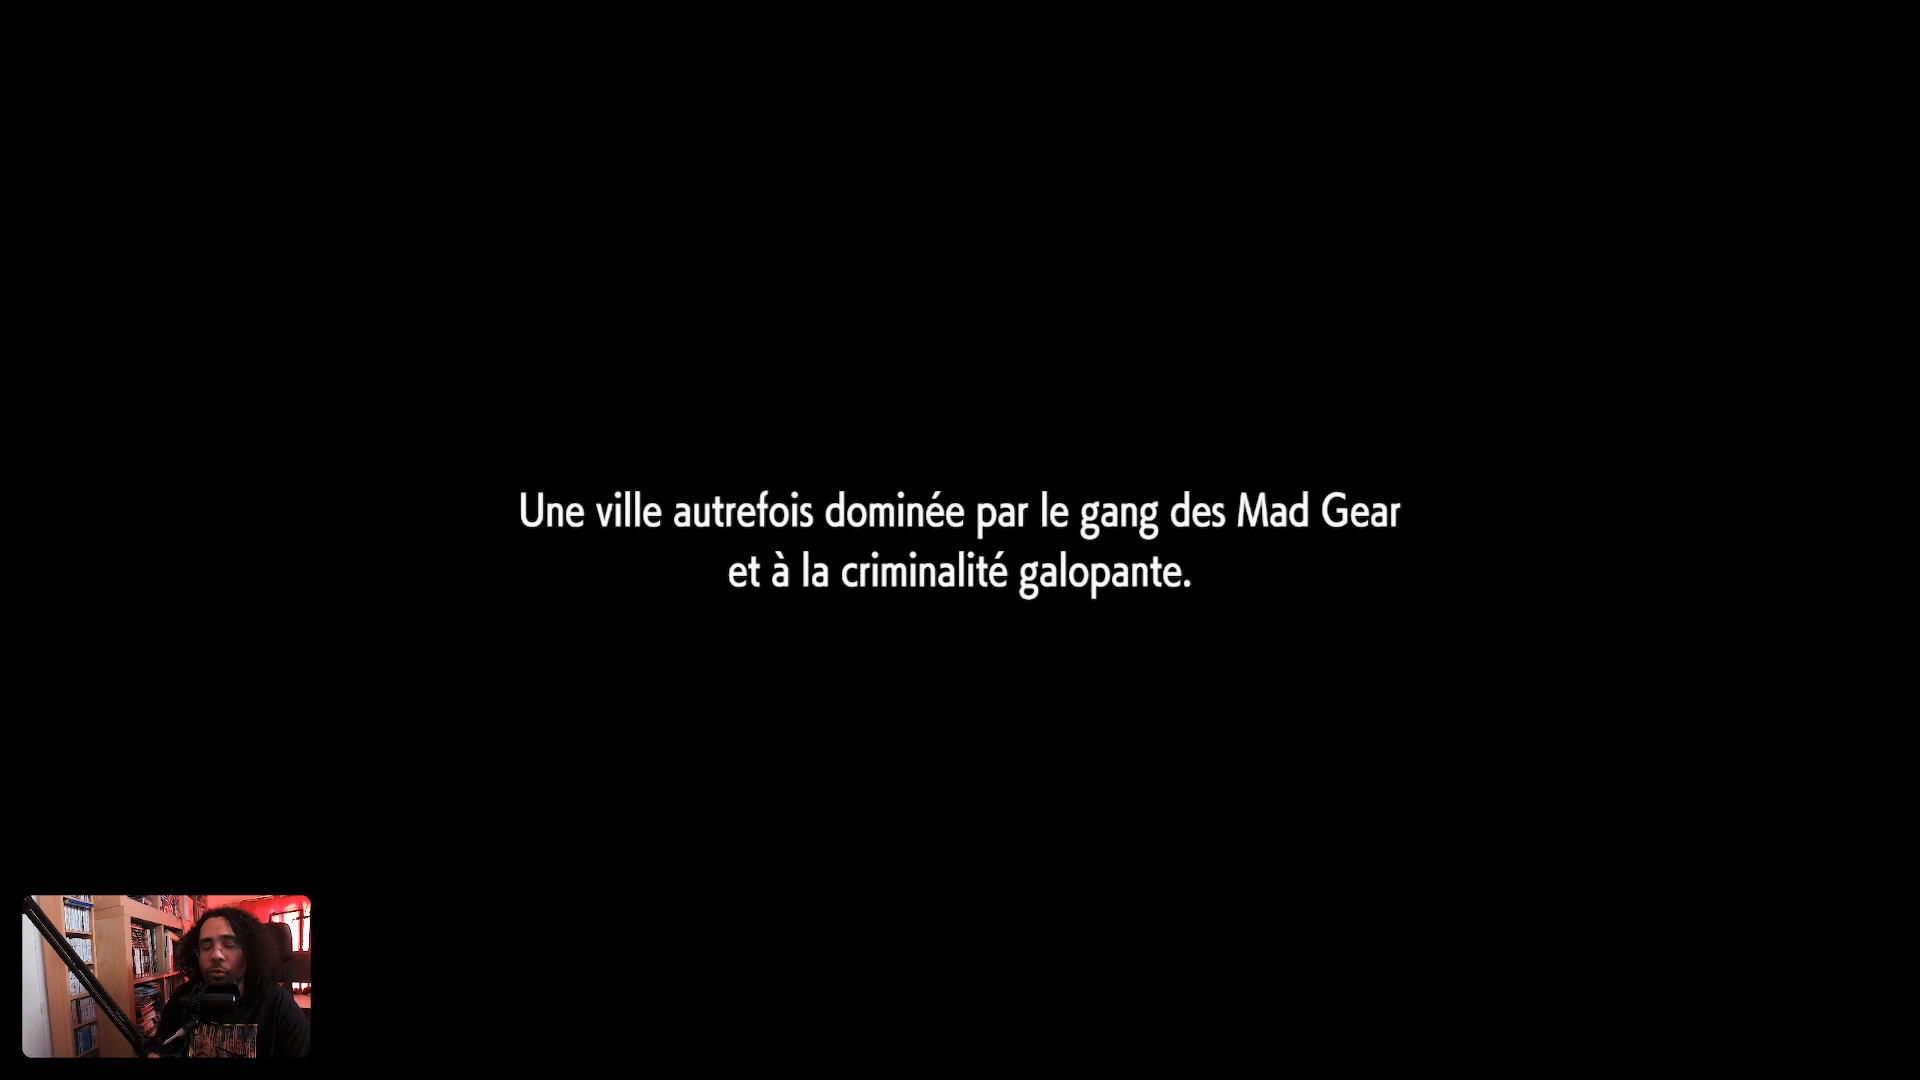 Une ville autrefois dominée par le gang des Mad Gear
et à la criminalité galopante.